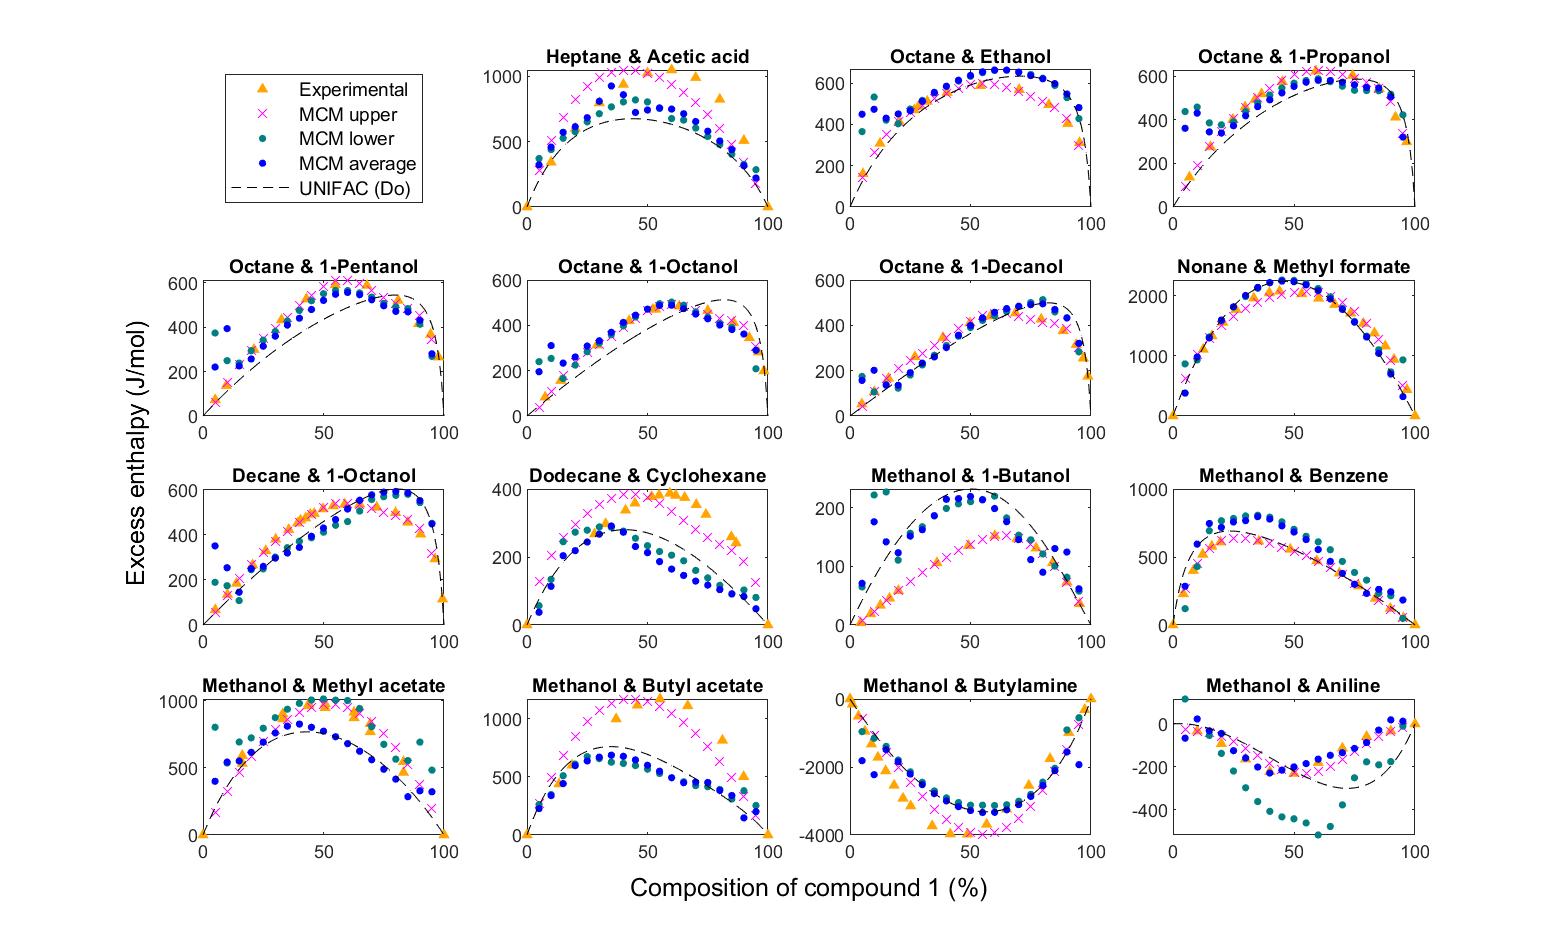 Heptane & Acetic acid
Octane & Ethanol
Octane & 1-Propanol
Experimental
MCM upper
MCM lower
MCM average
UNIFAC (Do)
1000
500
0
0 50 100
600
400
200
0
0 50 100
600
400
200
0
0 50 100
Octane & 1-Pentanol
Octane & 1-Octanol
Octane & 1-Decanol
Nonane & Methyl formate
600
400
200
0
0 50 100
600
400
200
0
0 50 100
600
400
200
0
0 50 100
2000
1000
0
0 50 100
Excess enthalpy (J/mol)
Decane & 1-Octanol
Dodecane & Cyclohexane
Methanol & 1-Butanol
Methanol & Benzene
600
400
200
0
0 50 100
400
200
0
0 50 100
200
100
0
0 50 100
1000
500
0
0 50 100
Methanol & Methyl acetate
Methanol & Butyl acetate
Methanol & Butylamine
Methanol & Aniline
1000
500
0
0 50 100
1000
500
0
0 50 100
0
-2000
-4000
0 50 100
0
-200
-400
0 50 100
Composition of compound 1 (%)